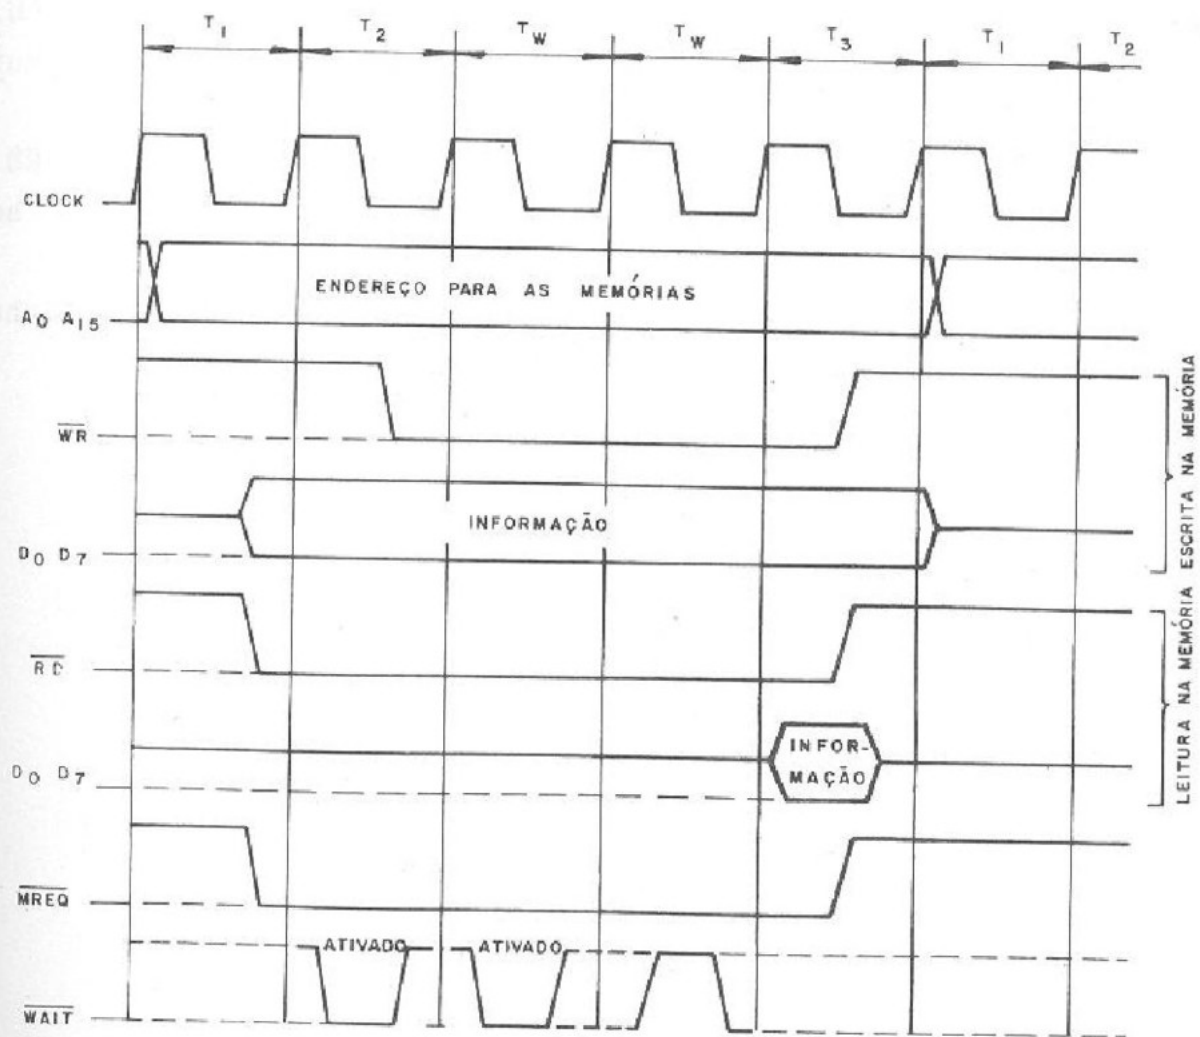 T1 T2 TW TW T3 T1 T2
CLOCK
ENDEREÇO PARA AS MEMÓRIAS
A0 A15
WR
INFORMAÇÃO
D0 D7
ESCRITA NA MEMÓRIA
RD
INFOR-
MAÇÃO
D0 D7
LEITURA NA MEMÓRIA
MREQ
ATIVADO ATIVADO
WAIT